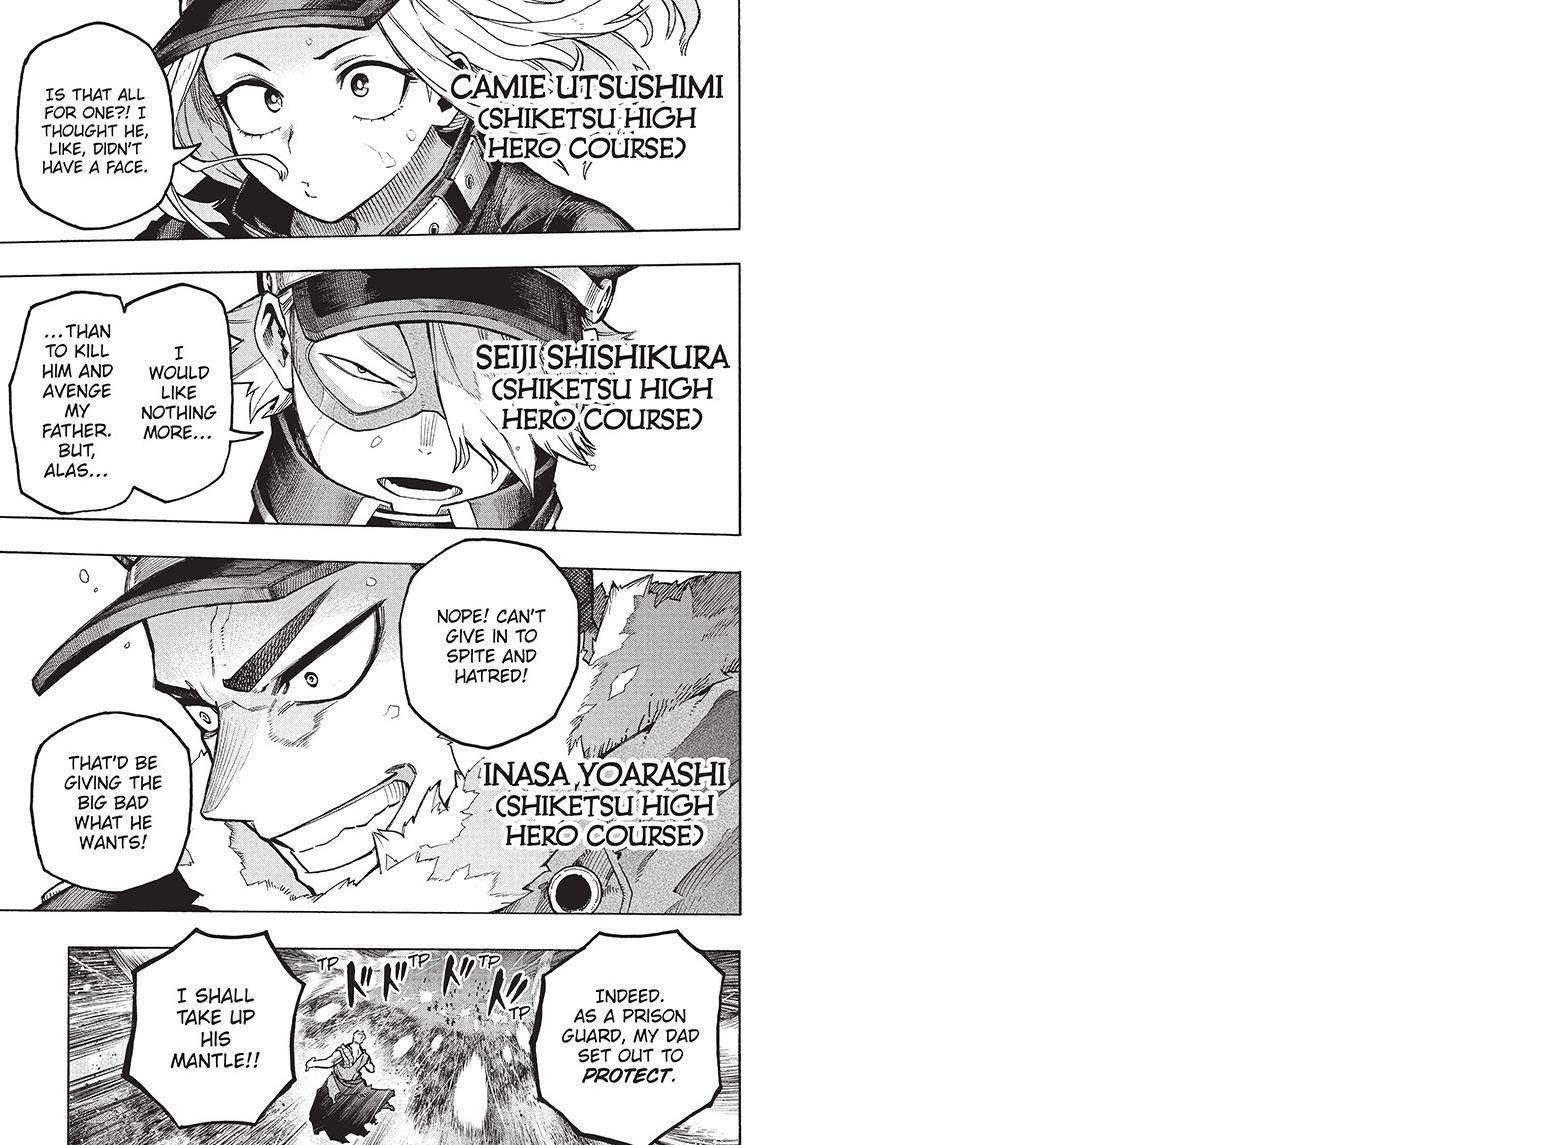 CAMIE UTSUSHIMI
(SHIKETSU HIGH
HERO COURSE)
IS THAT ALL
FOR ONE?! I
THOUGHT HE,
LIKE, DIDN'T
HAVE A FACE.
SEIJI SHISHIKURA
(SHIKETSU HIGH
HERO COURSE)
I
WOULD
LIKE
NOTHING
MORE...
...THAN
TO KILL
HIM AND
AVENGE
MY
FATHER.
BUT,
ALAS...
NOPE! CAN'T
GIVE IN TO
SPITE AND
HATRED!
INASA YOARASHI
(SHIKETSU HIGH
HERO COURSE)
THAT'D BE
GIVING THE
BIG BAD
WHAT HE
WANTS!
INDEED.
AS A PRISON
GUARD, MY DAD
SET OUT TO
PROTECT.
TP
ドド
TP
ドド
TP
TP
I SHALL
TAKE UP
HIS
MANTLE!!